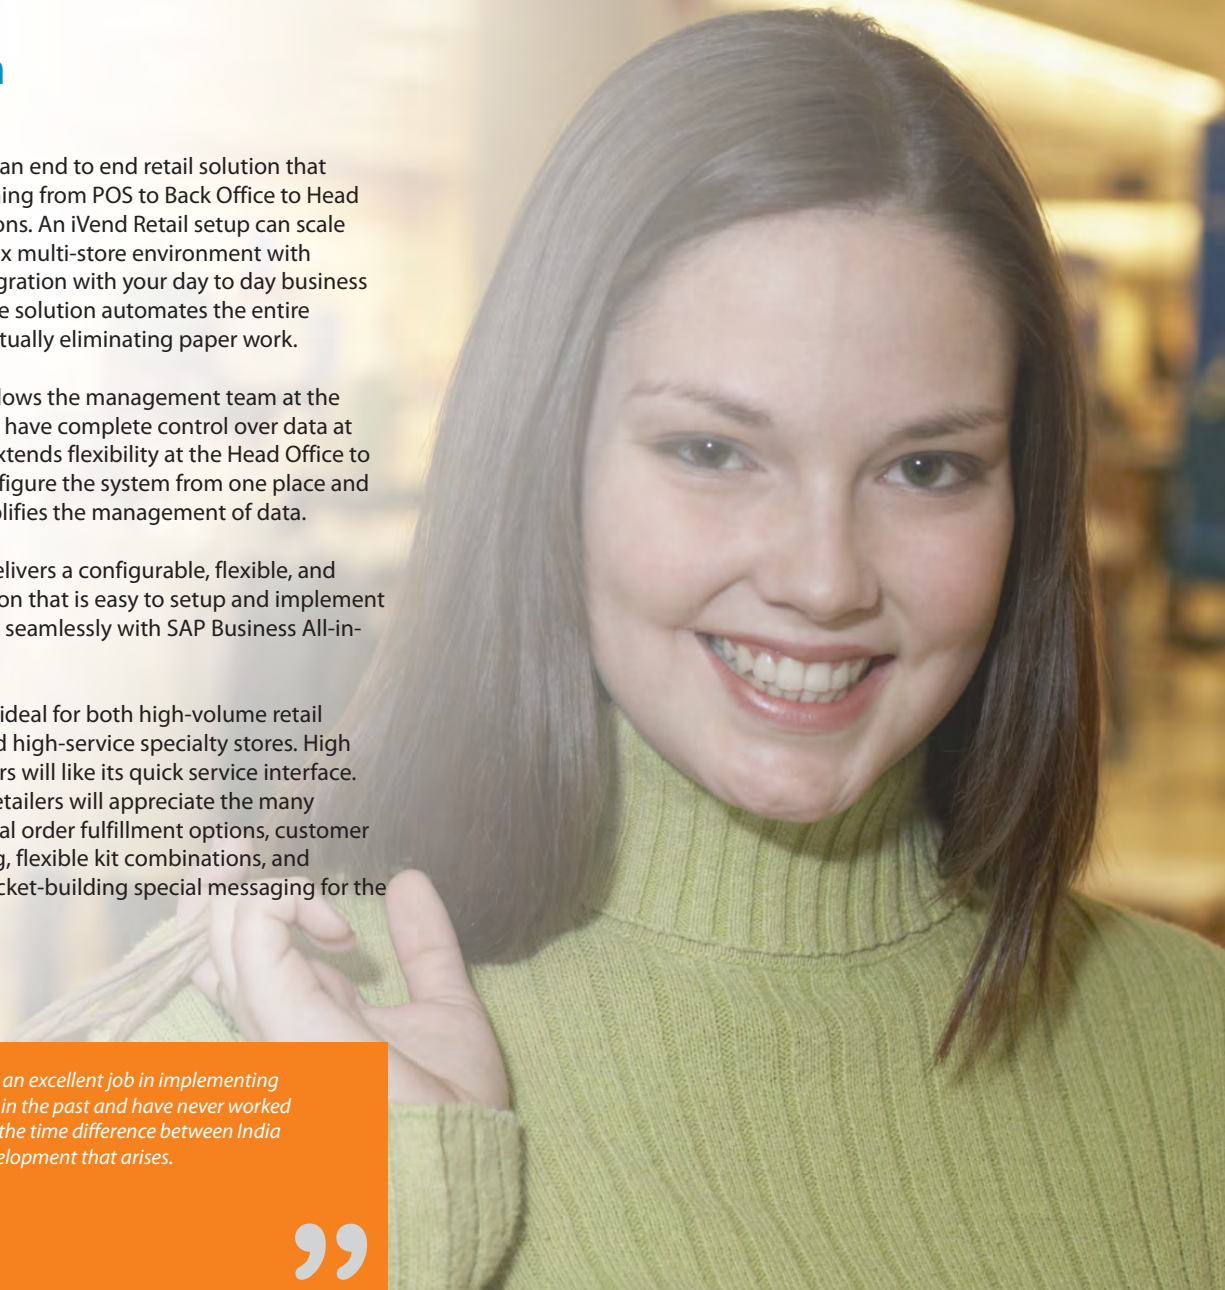 an end to end retail solution that
ing from POS to Back Office to Head
ons. An iVend Retail setup can scale
x multi-store environment with
gration with your day to day business
e solution automates the entire
tually eliminating paper work.
lows the management team at the
have complete control over data at
xtends flexibility at the Head Office to
figure the system from one place and
plifies the management of data.
elivers a configurable, flexible, and
on that is easy to setup and implement
seamlessly with SAP Business All-in-
ideal for both high-volume retail
d high-service specialty stores. High
rs will like its quick service interface.
etailers will appreciate the many
al order fulfillment options, customer
g, flexible kit combinations, and
cket-building special messaging for the
an excellent job in implementing
in the past and have never worked
the time difference between India
elopment that arises.
”